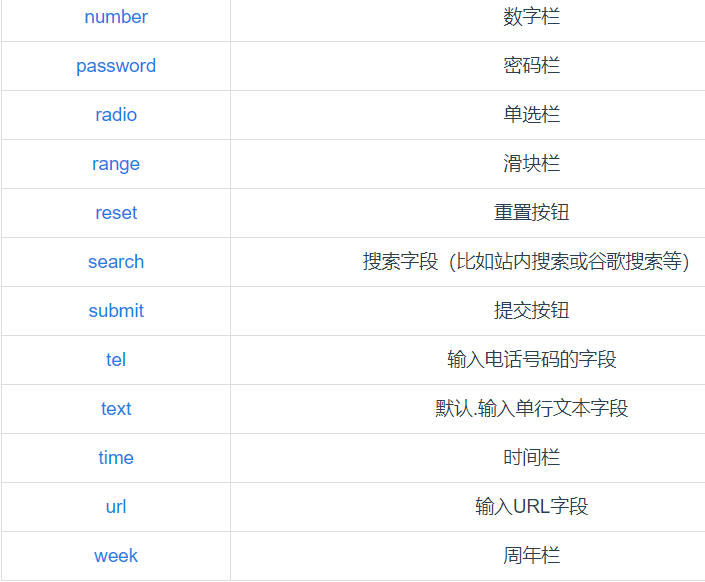 number 数字栏
password 密码栏
radio 单选栏
range 滑块栏
reset 重置按钮
search 搜索字段（比如站内搜索或谷歌搜索等）
submit 提交按钮
tel 输入电话号码的字段
text 默认.输入单行文本字段
time 时间栏
url 输入URL字段
week 周年栏